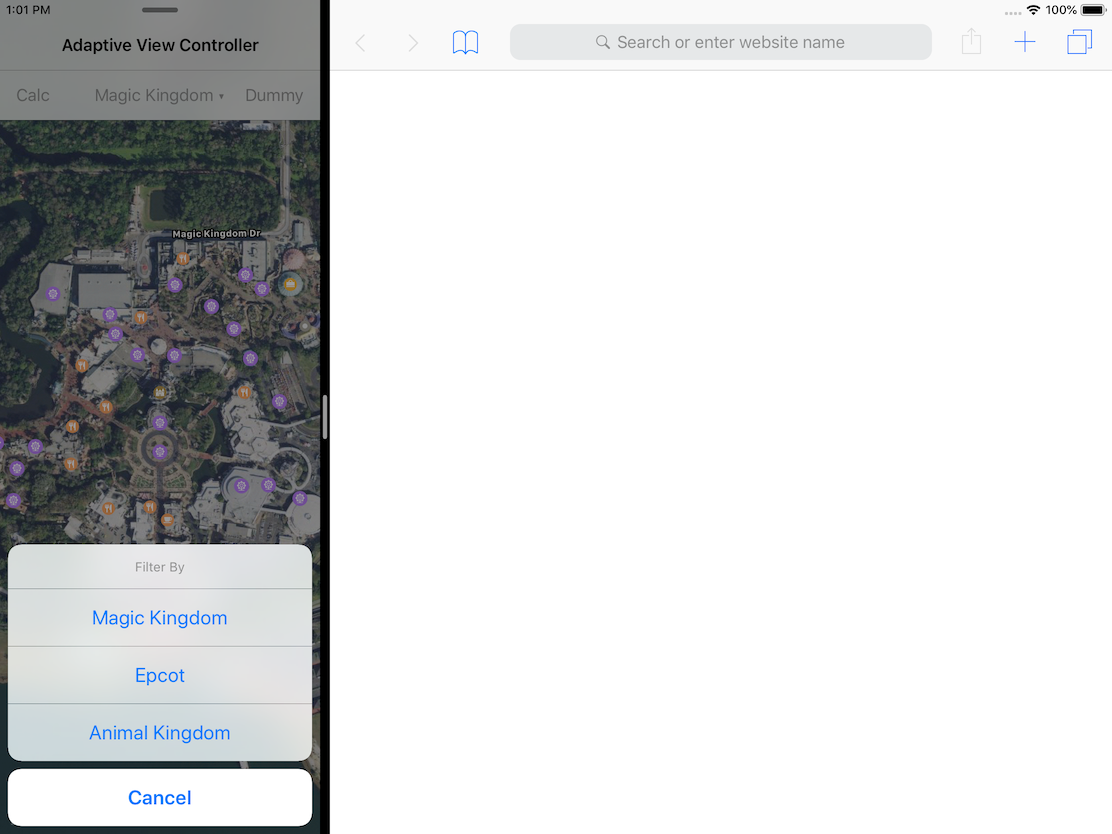 1:01 PM
100%
Adaptive View Controller
Search or enter website name
Calc
Magic Kingdom ▾
Dummy
Magic Kingdom Dr
Filter By
Magic Kingdom
Epcot
Animal Kingdom
Cancel